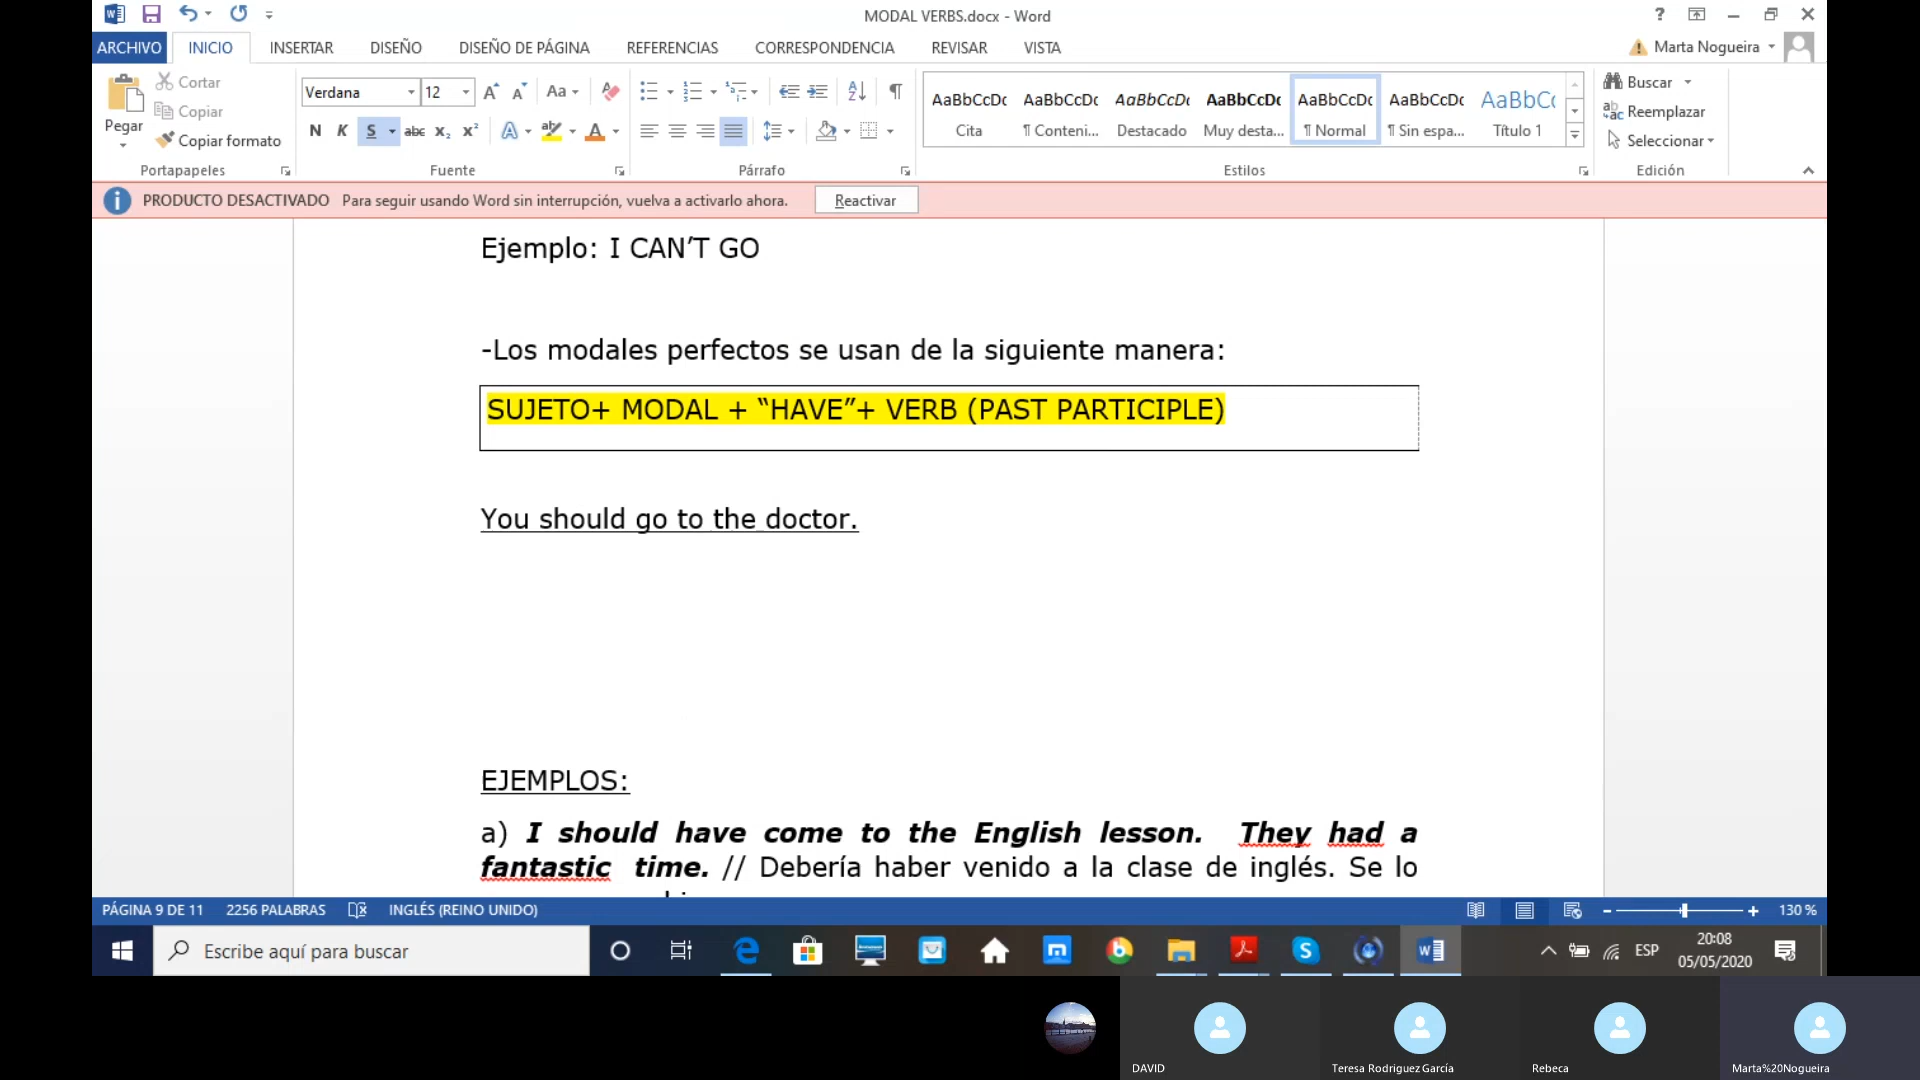 MODAL VERBS.docx - Word
?
ARCHIVO INICIO INSERTAR DISEÑO DISEÑO DE PÁGINA REFERENCIAS CORRESPONDENCIA REVISAR VISTA Marta Nogueira
Pegar
Cortar
Copiar
Copiar formato
Portapapeles
Verdana 12
Aa
N K S abc x₂ x²
Fuente
Párrafo
AaBbCcDc AaBbCcDc AaBbCcDc AaBbCcDc AaBbCcDc AaBbCcDc AaBbCc
Cita ¶ Conteni... Destacado Muy desta... ¶ Normal ¶ Sin espa... Título 1
Estilos
Buscar
Reemplazar
Seleccionar
Edición
PRODUCTO DESACTIVADO Para seguir usando Word sin interrupción, vuelva a activarlo ahora. Reactivar
Ejemplo: I CAN’T GO
-Los modales perfectos se usan de la siguiente manera:
SUJETO+ MODAL + “HAVE”+ VERB (PAST PARTICIPLE)
You should go to the doctor.
EJEMPLOS:
a) I should have come to the English lesson. They had a
fantastic time. // Debería haber venido a la clase de inglés. Se lo
PÁGINA 9 DE 11 2256 PALABRAS INGLÉS (REINO UNIDO) 130 %
Escribe aquí para buscar
ESP
20:08
05/05/2020
DAVID Teresa Rodriguez García Rebeca Marta%20Nogueira